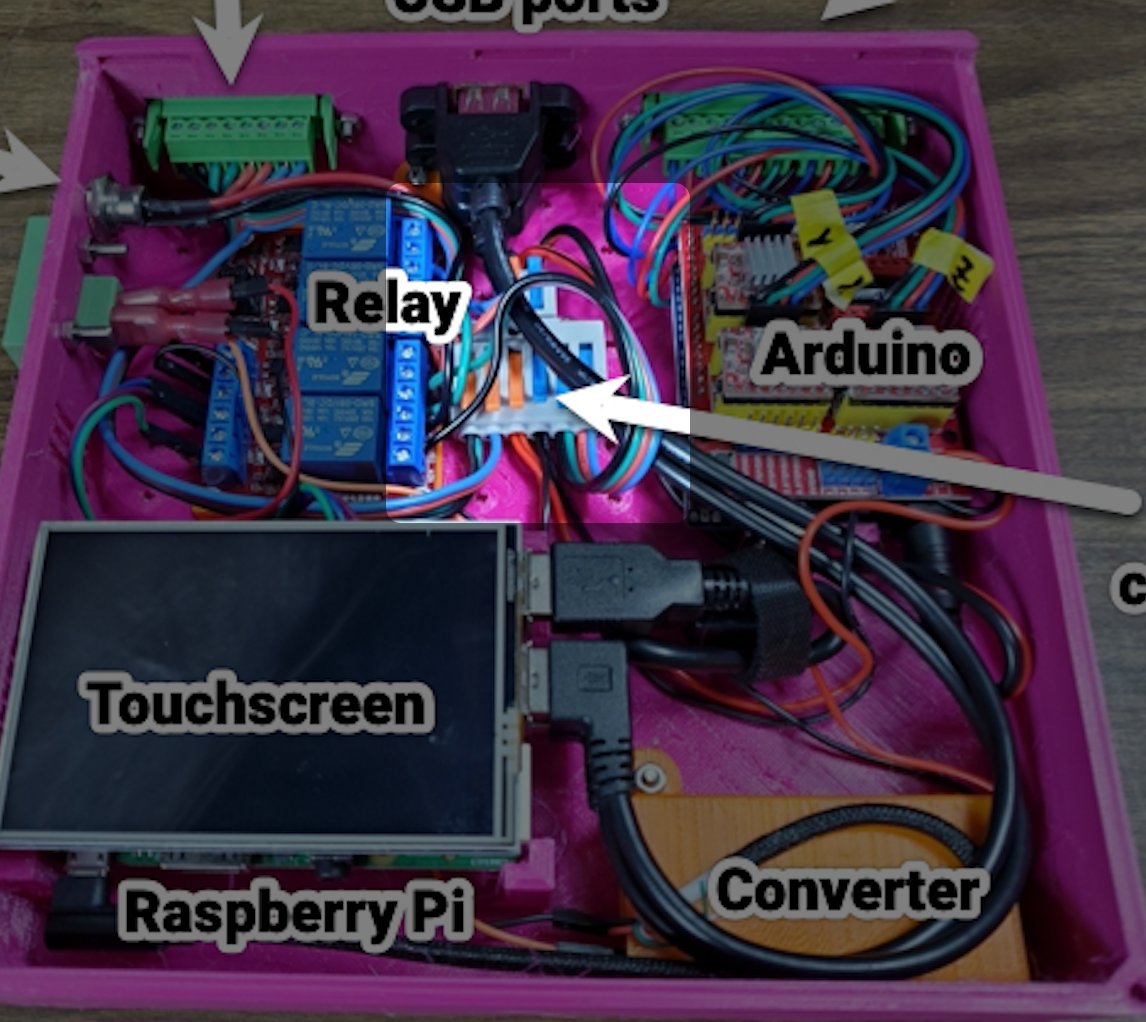 USB ports
Relay
Arduino
Y
Z
c
Touchscreen
Raspberry Pi
Converter